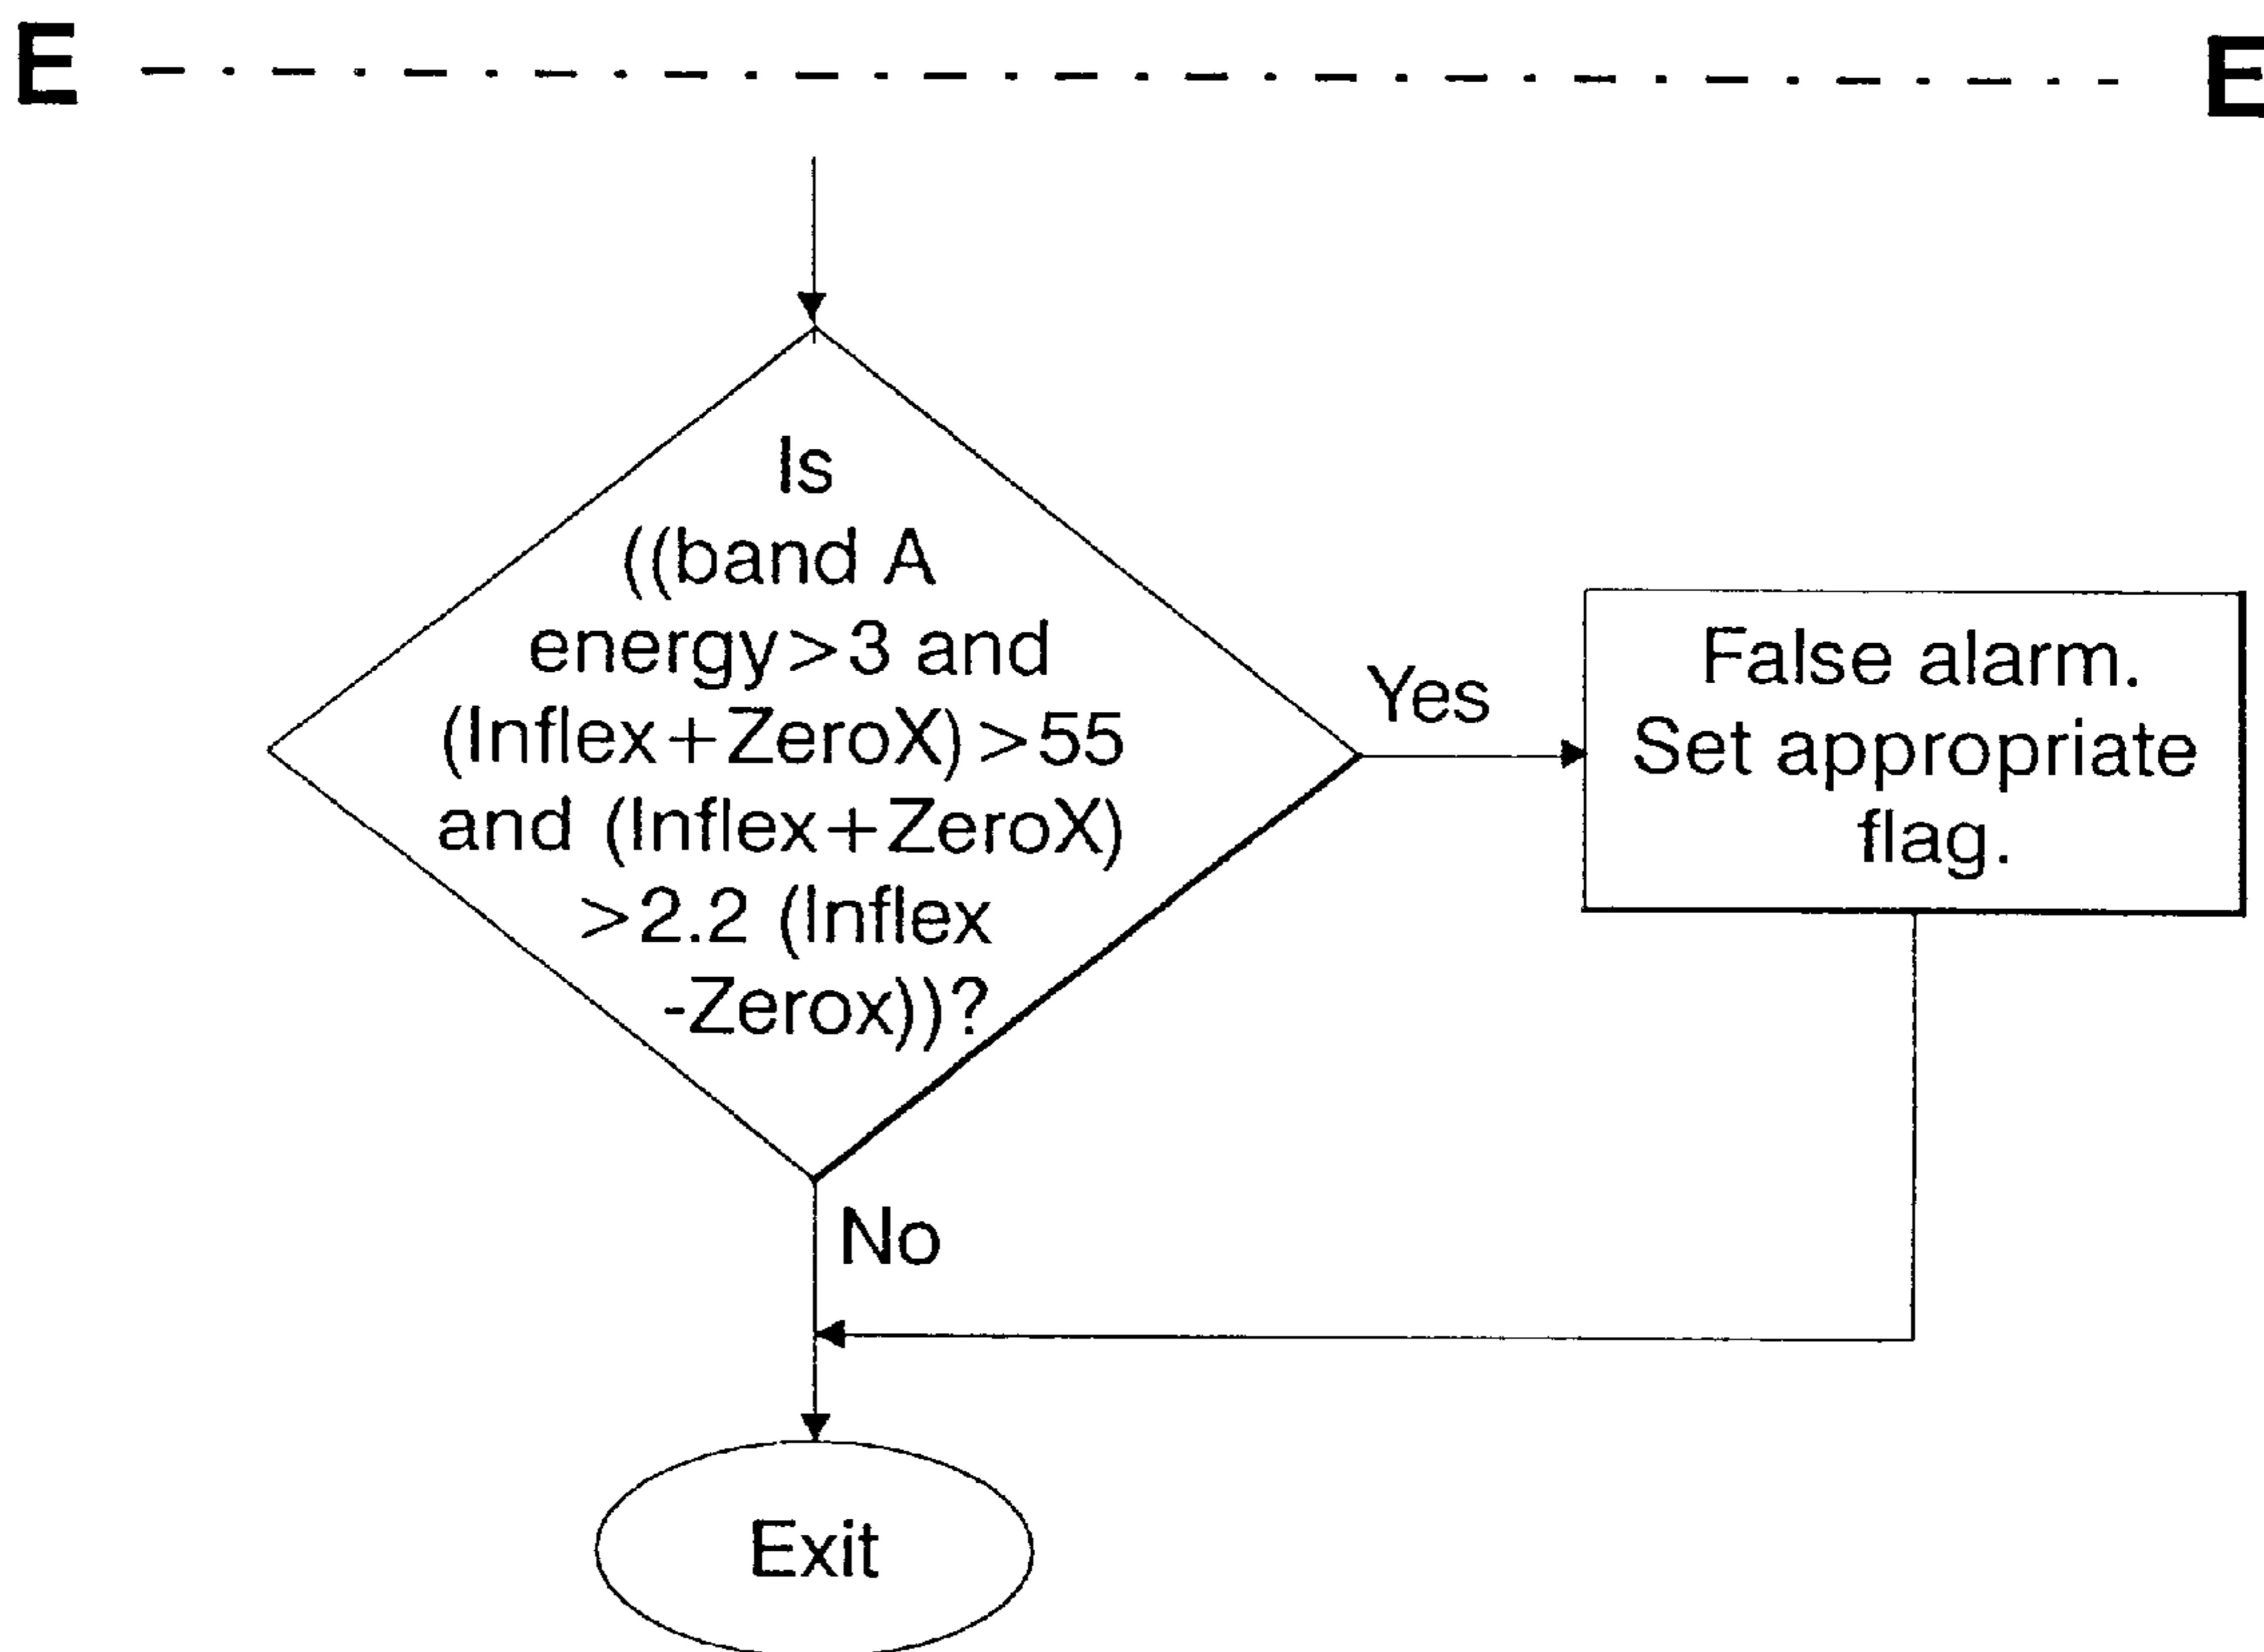 E E
Is
((band A
energy>3 and
(Inflex+ZeroX)>55
and (Inflex+ZeroX)
>2.2 (Inflex
-Zerox))?
Yes
False alarm.
Set appropriate
flag.
No
Exit